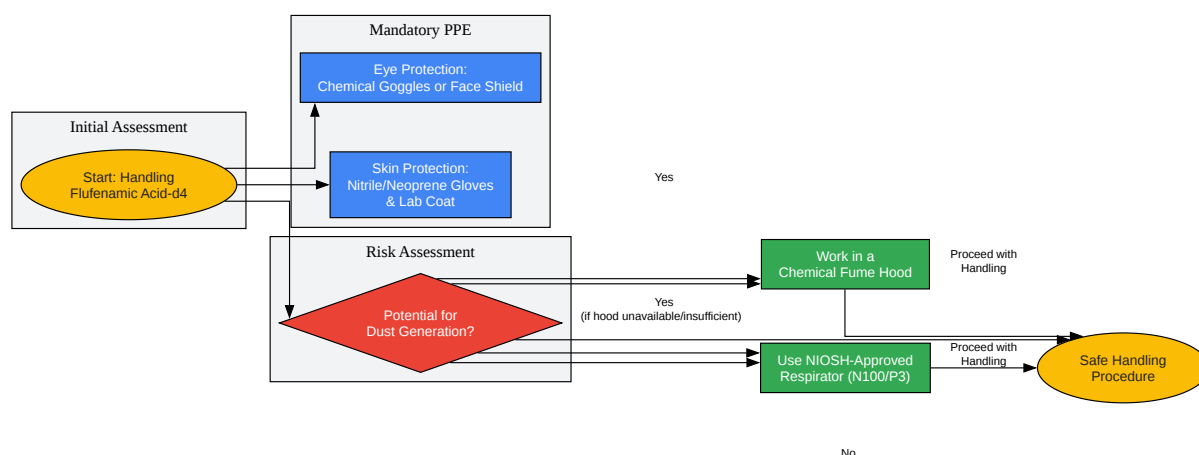 Mandatory PPE
Eye Protection:
Chemical Goggles or Face Shield
Initial Assessment
Start: Handling
Flufenamic Acid-d4
Skin Protection:
Nitrile/Neoprene Gloves
& Lab Coat
Yes
Risk Assessment
Potential for
Dust Generation?
Work in a
Chemical Fume Hood
Proceed with
Handling
Yes
(if hood unavailable/insufficient)
Use NIOSH-Approved
Respirator (N100/P3)
Proceed with
Handling
Safe Handling
Procedure
No